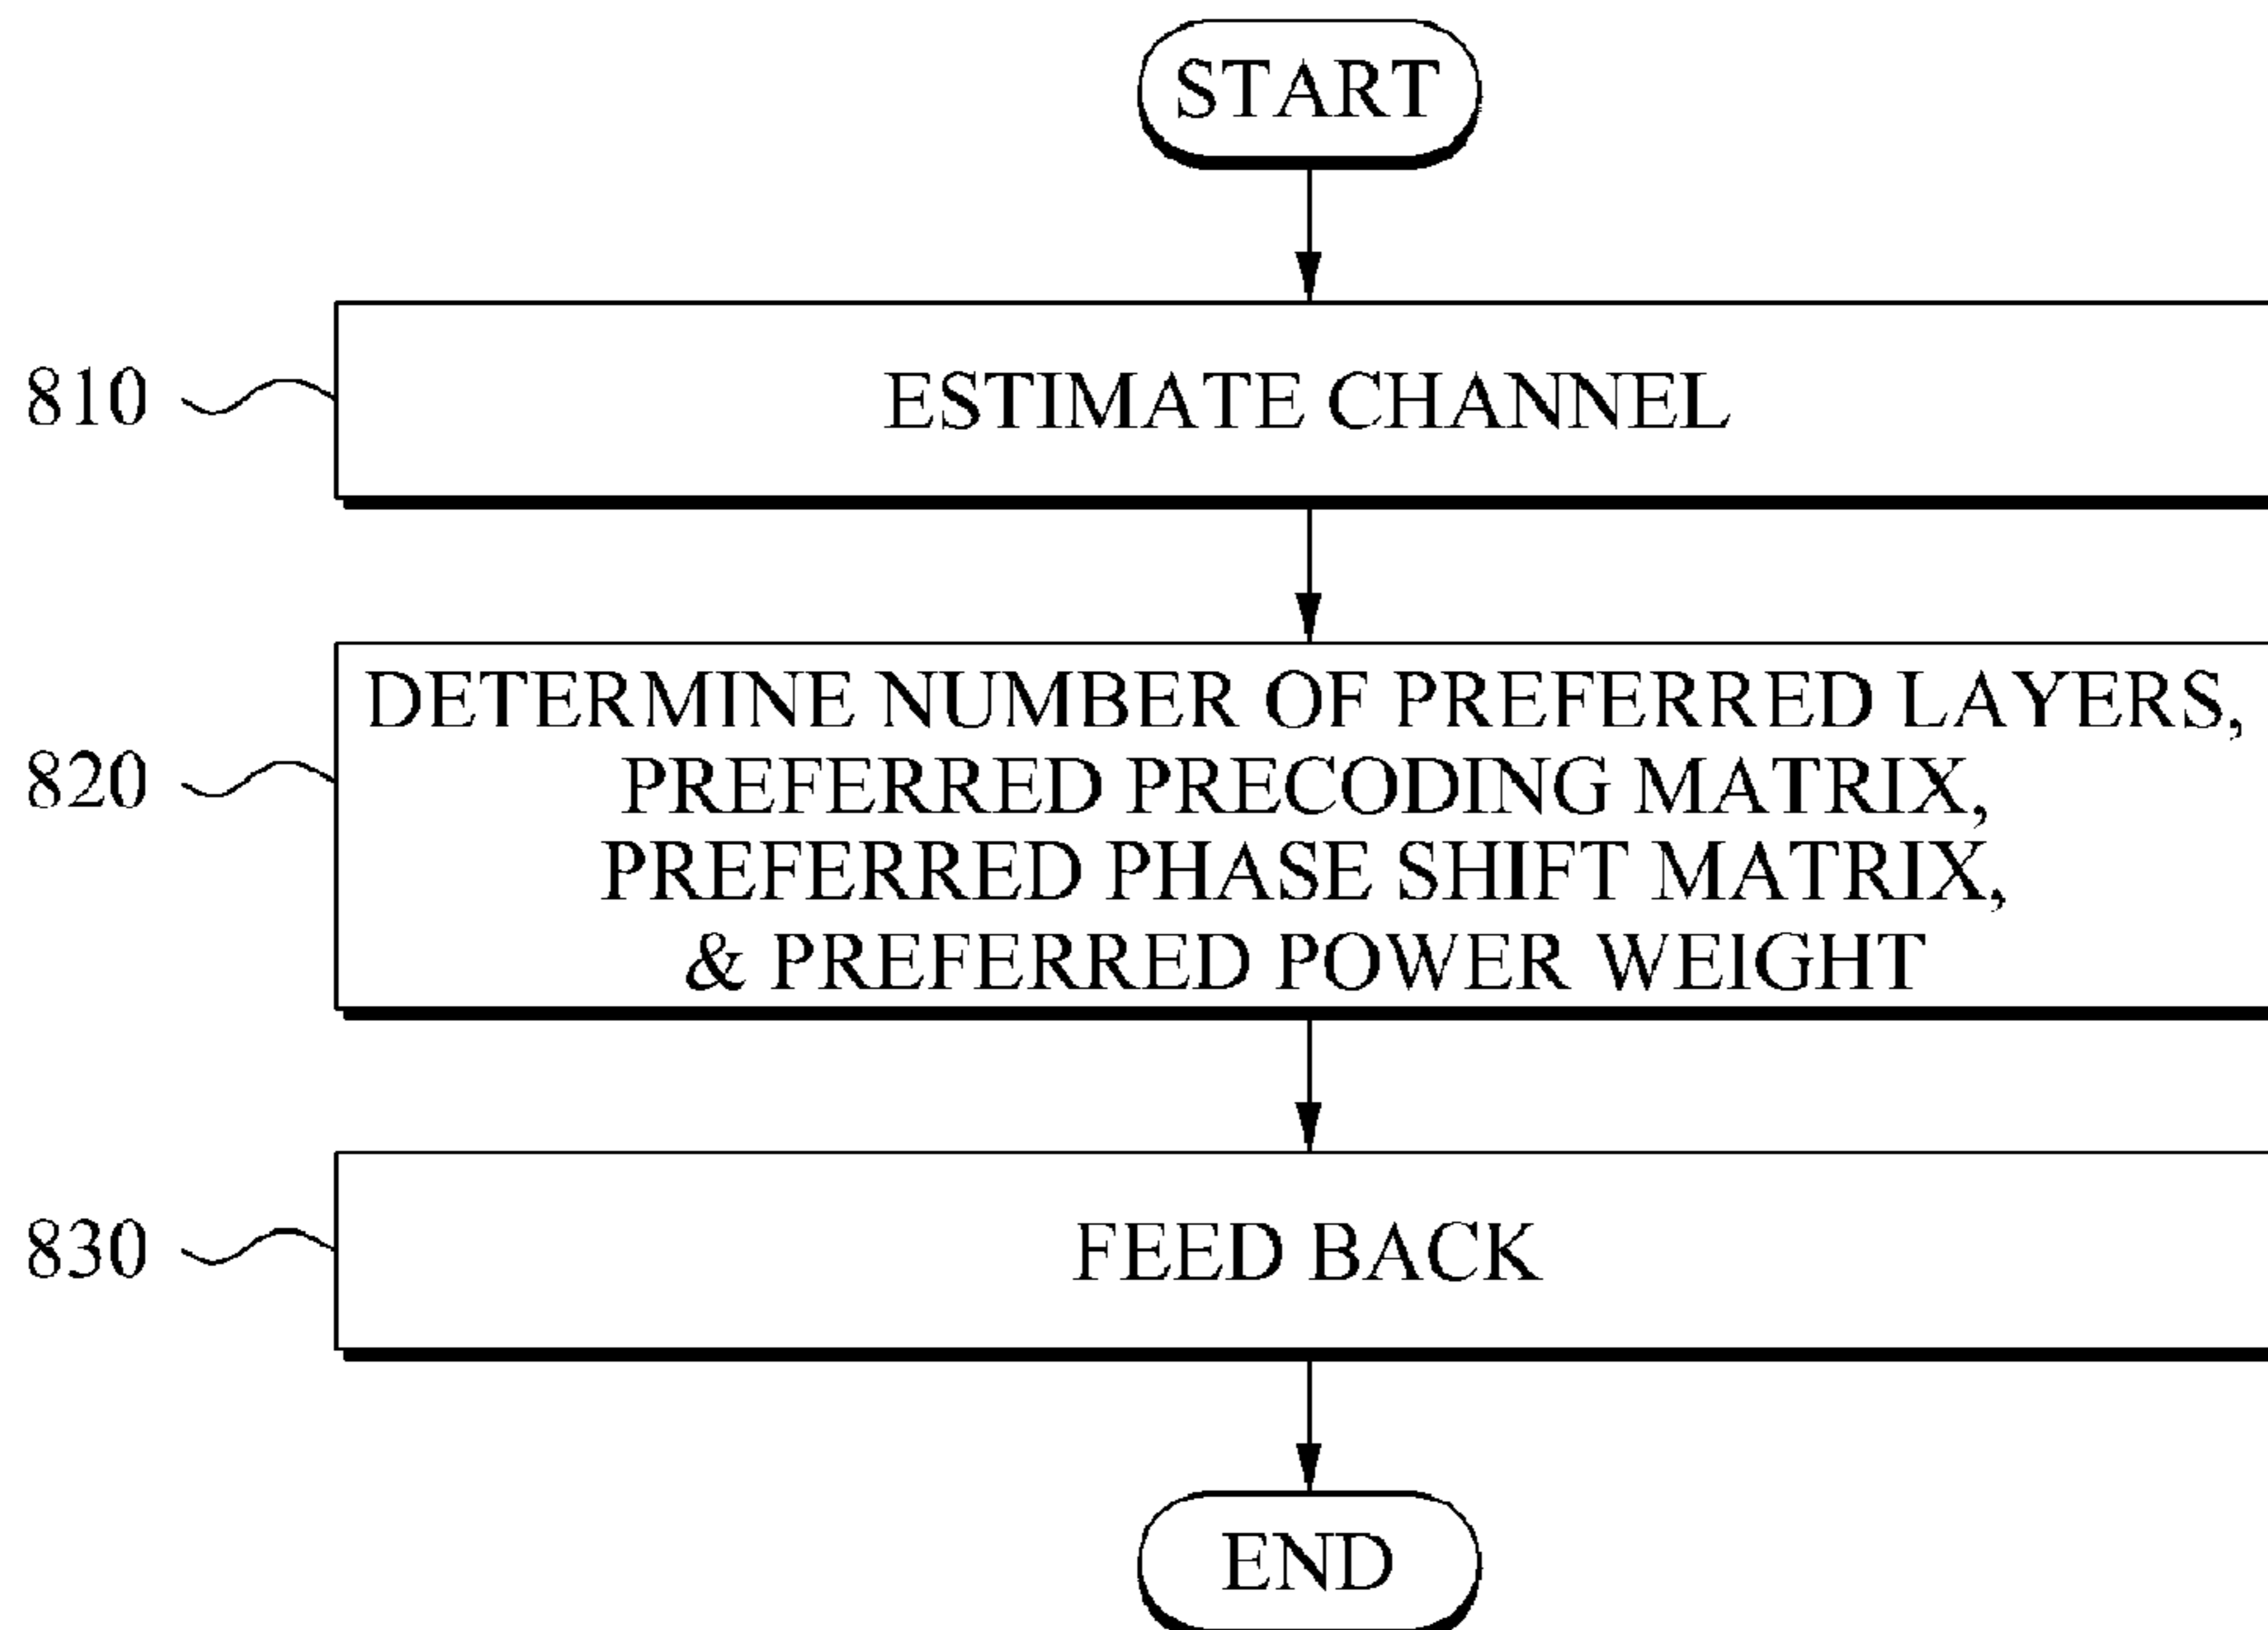 START
810
ESTIMATE CHANNEL
820
DETERMINE NUMBER OF PREFERRED LAYERS,
PREFERRED PRECODING MATRIX,
PREFERRED PHASE SHIFT MATRIX,
& PREFERRED POWER WEIGHT
830
FEED BACK
END